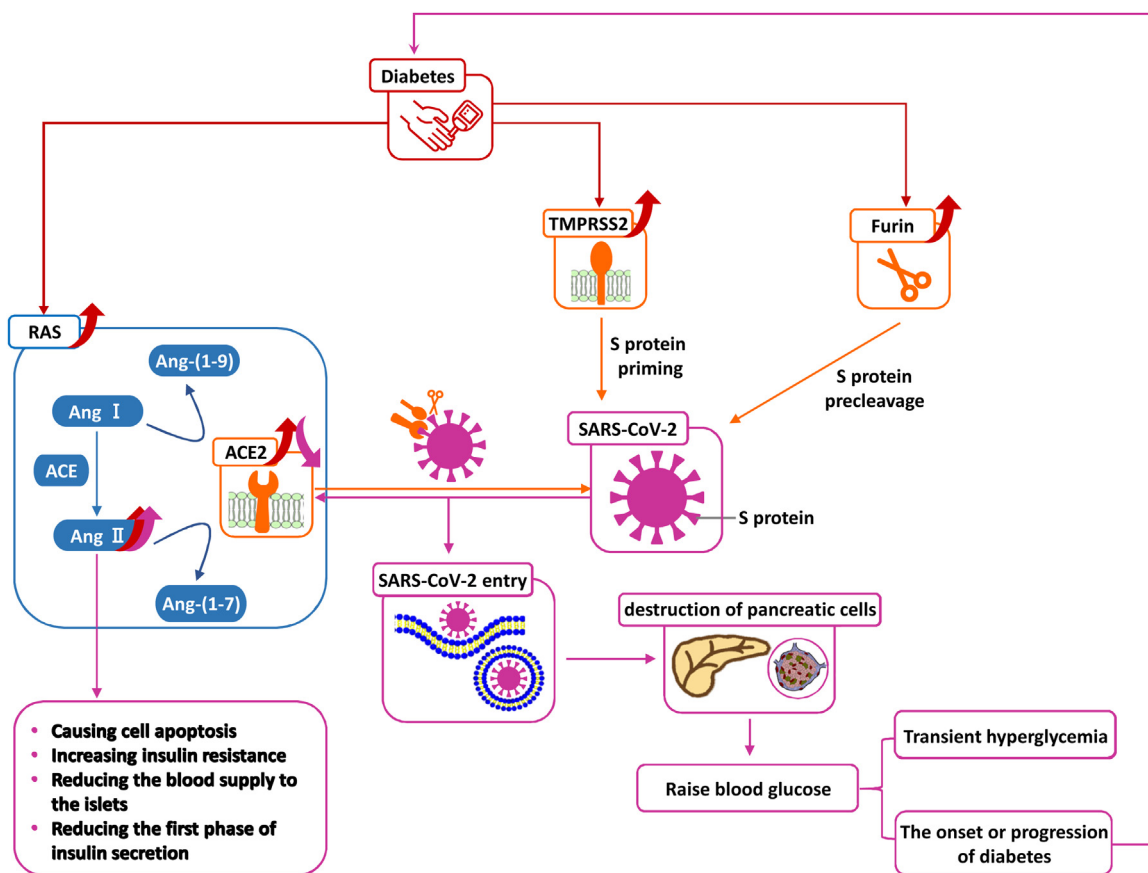 Diabetes
TMPRSS2
Furin
RAS
Ang-(1-9)
Ang Ⅰ
ACE
ACE2
Ang Ⅱ
Ang-(1-7)
S protein
priming
S protein
precleavage
SARS-CoV-2
S protein
SARS-CoV-2 entry
destruction of pancreatic cells
• Causing cell apoptosis
• Increasing insulin resistance
• Reducing the blood supply to
the islets
• Reducing the first phase of
insulin secretion
Raise blood glucose
Transient hyperglycemia
The onset or progression
of diabetes